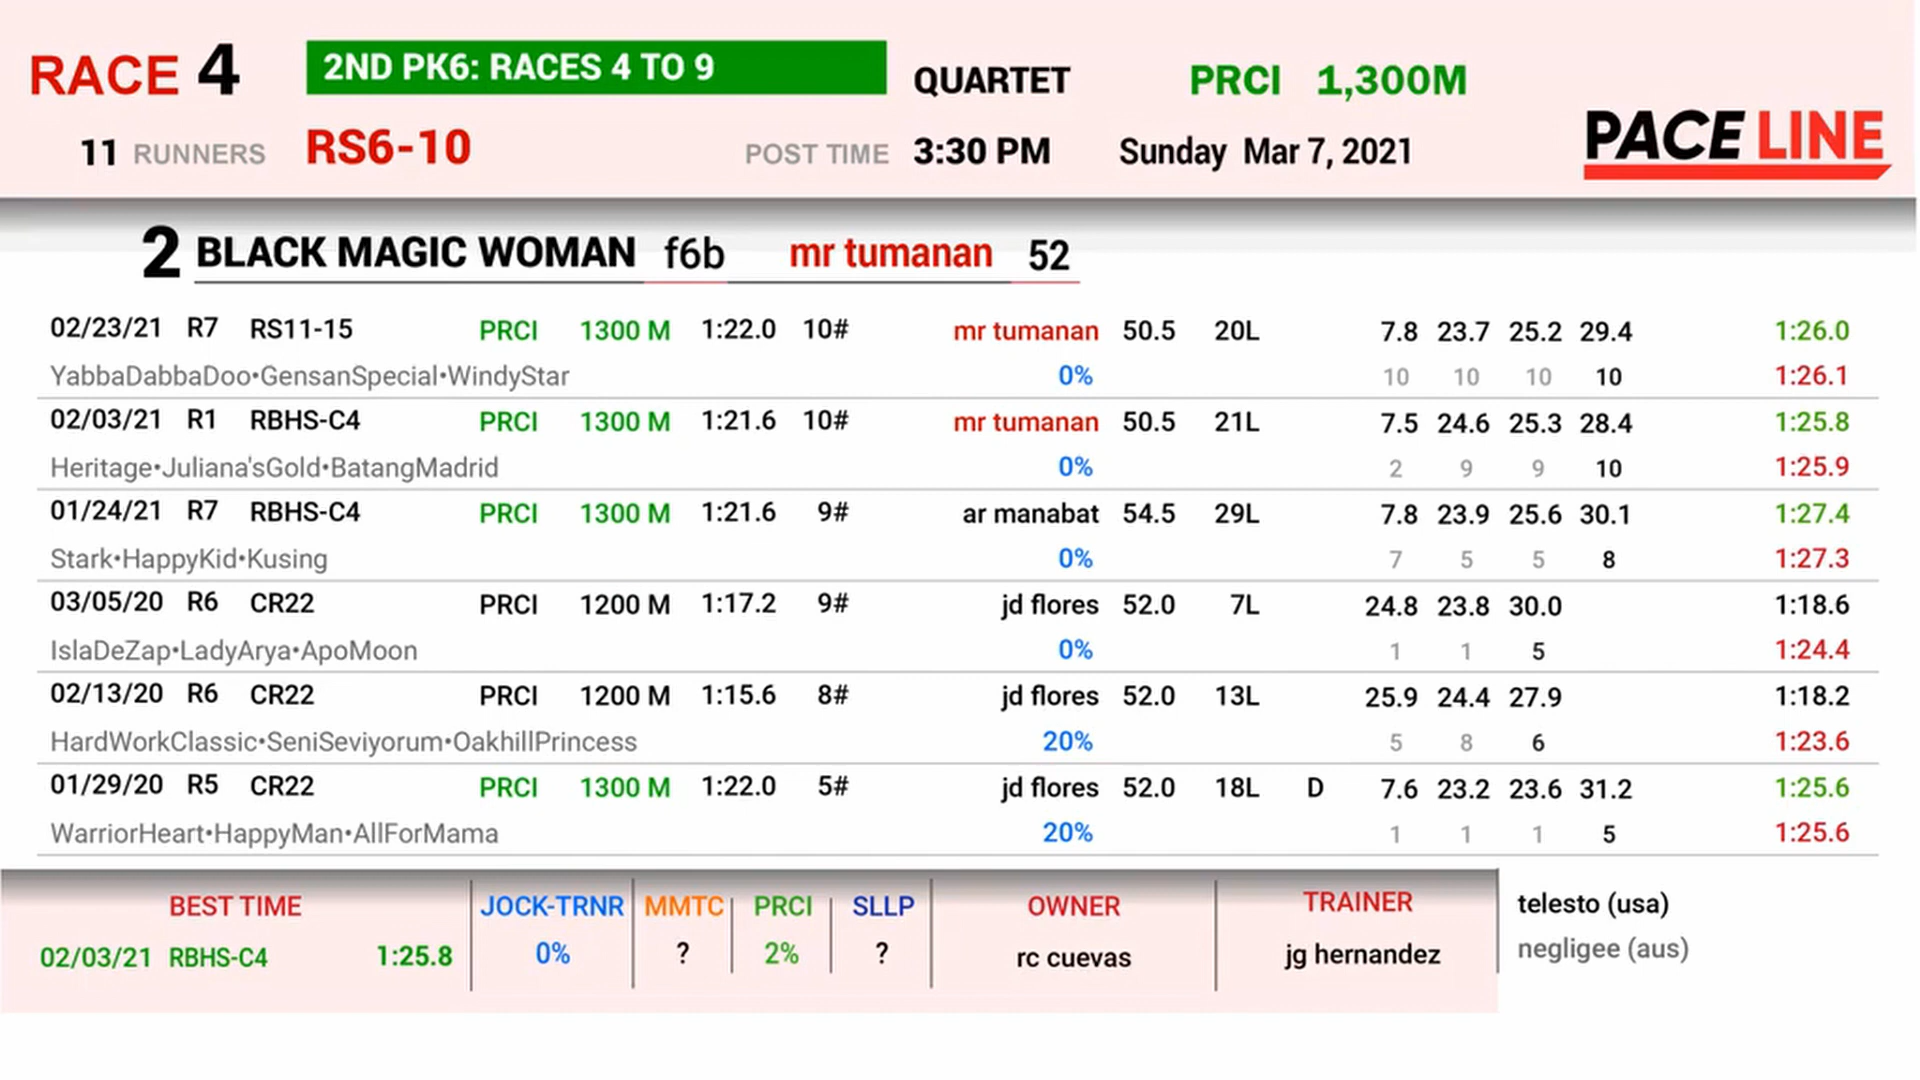 RACE 4 2ND PK6: RACES 4 TO 9 QUARTET PRCI 1,300M
11 RUNNERS RS6-10 POST TIME 3:30 PM Sunday Mar 7, 2021 PACE LINE
2 BLACK MAGIC WOMAN f6b mr tumanan 52
02/23/21 R7 RS11-15 PRCI 1300 M 1:22.0 10# mr tumanan 50.5 20L 7.8 23.7 25.2 29.4 1:26.0
YabbaDabbaDoo•GensanSpecial•WindyStar 0% 10 10 10 10 1:26.1
02/03/21 R1 RBHS-C4 PRCI 1300 M 1:21.6 10# mr tumanan 50.5 21L 7.5 24.6 25.3 28.4 1:25.8
Heritage•Juliana'sGold•BatangMadrid 0% 2 9 9 10 1:25.9
01/24/21 R7 RBHS-C4 PRCI 1300 M 1:21.6 9# ar manabat 54.5 29L 7.8 23.9 25.6 30.1 1:27.4
Stark•HappyKid•Kusing 0% 7 5 5 8 1:27.3
03/05/20 R6 CR22 PRCI 1200 M 1:17.2 9# jd flores 52.0 7L 24.8 23.8 30.0 1:18.6
IslaDeZap•LadyArya•ApoMoon 0% 1 1 5 1:24.4
02/13/20 R6 CR22 PRCI 1200 M 1:15.6 8# jd flores 52.0 13L 25.9 24.4 27.9 1:18.2
HardWorkClassic•SeniSeviyorum•OakhillPrincess 20% 5 8 6 1:23.6
01/29/20 R5 CR22 PRCI 1300 M 1:22.0 5# jd flores 52.0 18L D 7.6 23.2 23.6 31.2 1:25.6
WarriorHeart•HappyMan•AllForMama 20% 1 1 1 5 1:25.6
BEST TIME JOCK-TRNR MMTC PRCI SLLP OWNER TRAINER telesto (usa)
02/03/21 RBHS-C4 1:25.8 0% ? 2% ? rc cuevas jg hernandez negligee (aus)